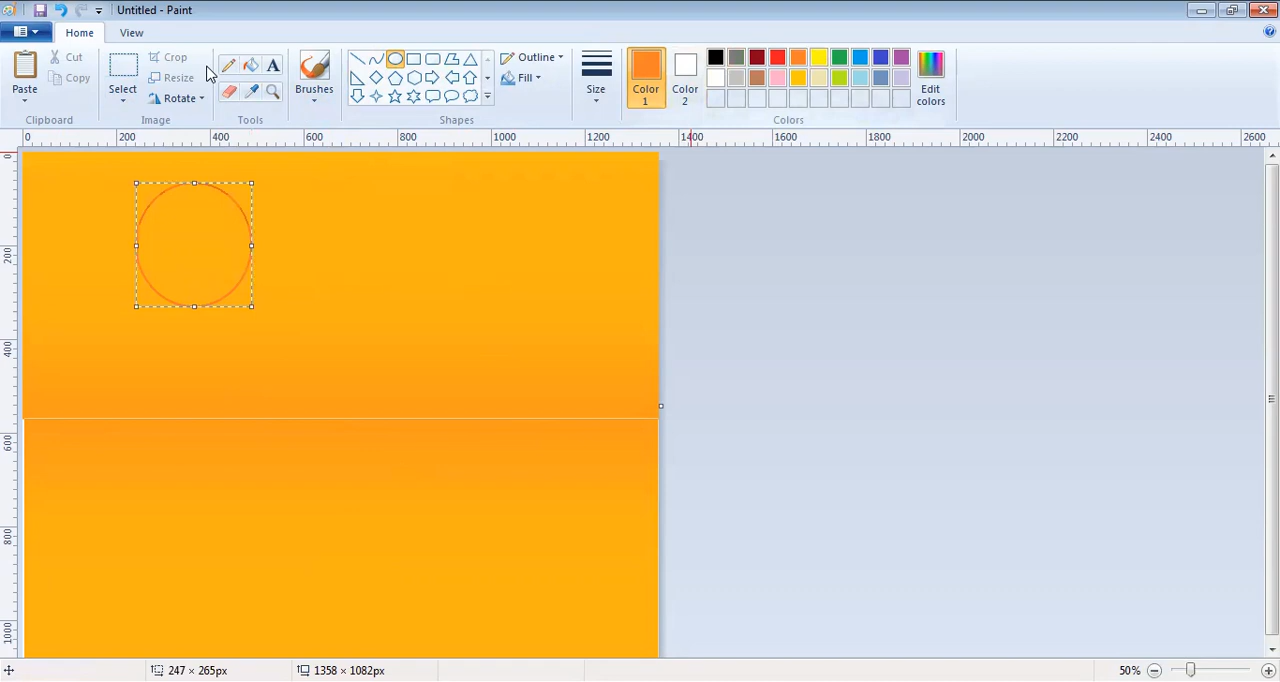 Untitled - Paint
Home View
Paste
Cut
Copy
Clipboard
Select
Crop
Resize
Rotate
Image
A
Tools
Brushes
Shapes
Outline
Fill
Size
Color 1
Color 2
Edit colors
Colors
0 200 400 600 800 1000 1200 1400 1600 1800 2000 2200 2400 2600
0
200
400
600
800
1000
247 × 265px
1358 × 1082px
50%